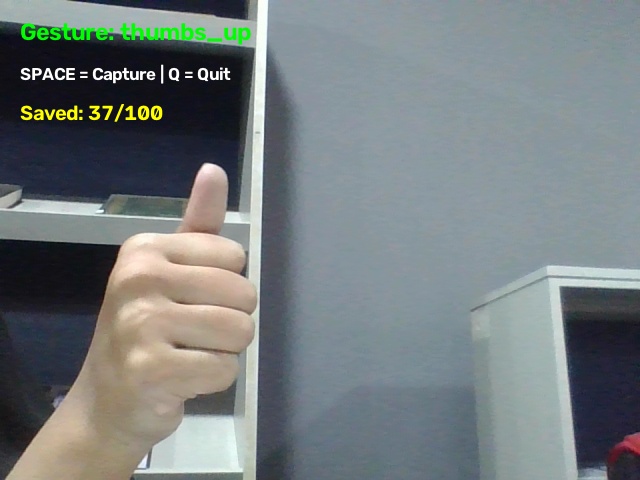 Gesture: thumbs_up
SPACE = Capture | Q = Quit
Saved: 37/100